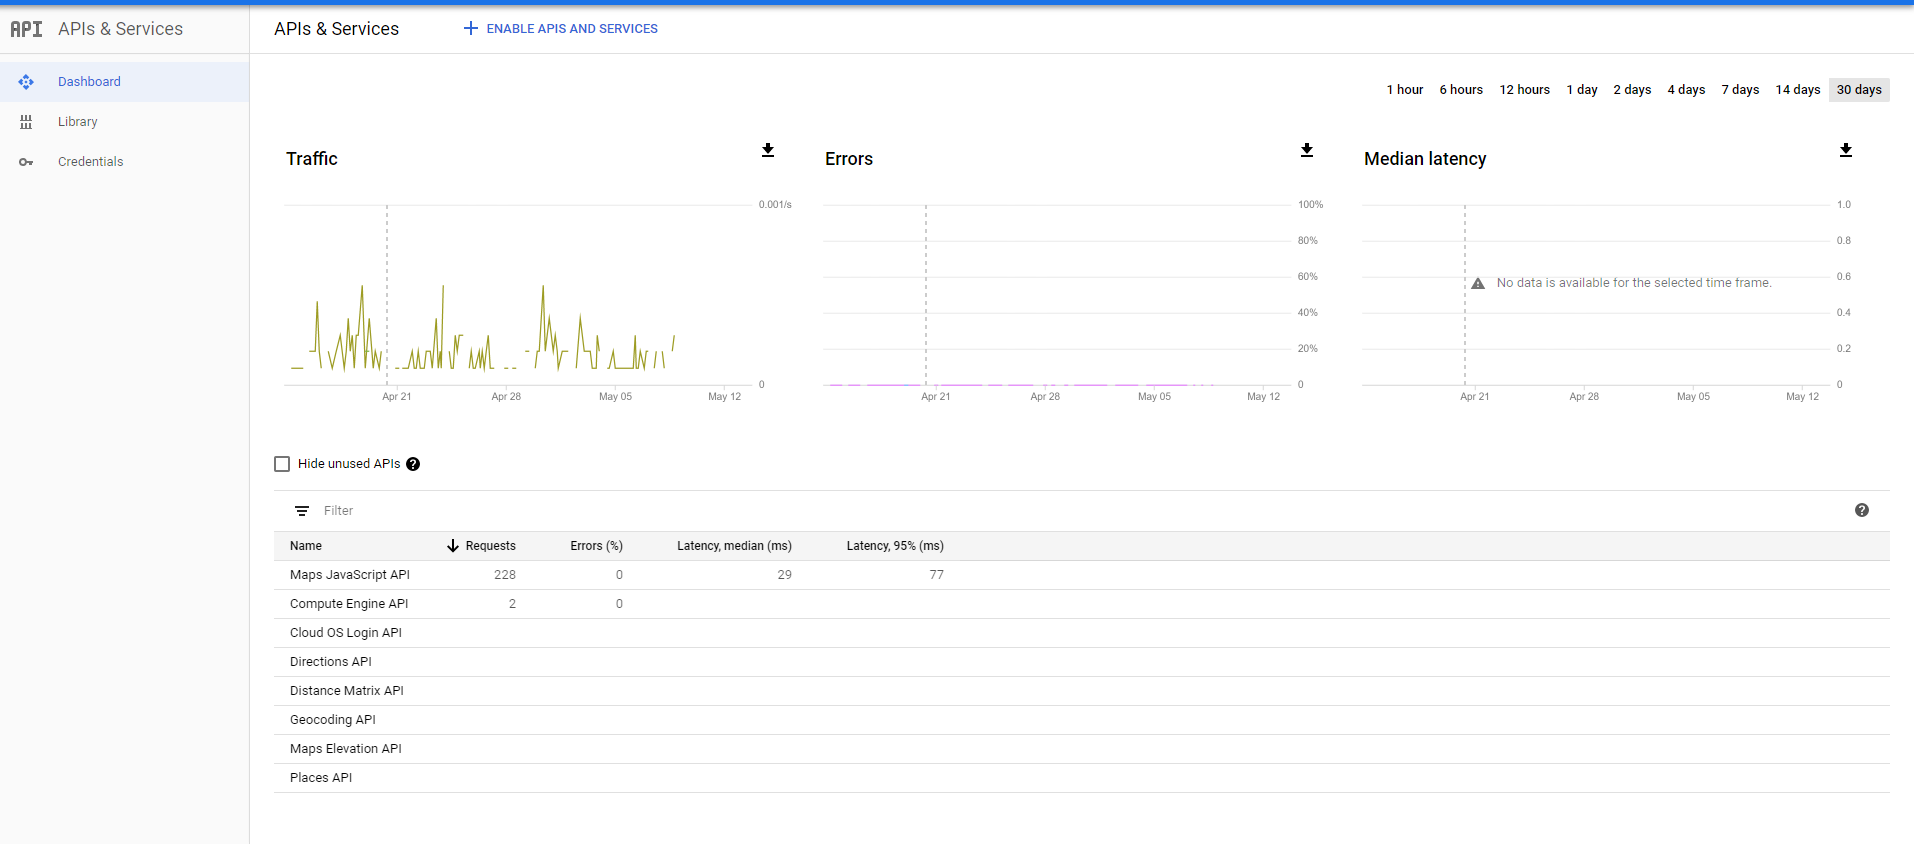 API APIs & Services
APIs & Services
ENABLE APIS AND SERVICES
Dashboard
Library
Credentials
1 hour 6 hours 12 hours 1 day 2 days 4 days 7 days 14 days 30 days
Traffic
0.001/s
0
Apr 21 Apr 28 May 05 May 12
Errors
100%
80%
60%
40%
20%
0
Apr 21 Apr 28 May 05 May 12
Median latency
1.0
0.8
0.6
No data is available for the selected time frame.
0.4
0.2
0
Apr 21 Apr 28 May 05 May 12
Hide unused APIs ?
Filter ?
Name Requests Errors (%) Latency, median (ms) Latency, 95% (ms)
Maps JavaScript API 228 0 29 77
Compute Engine API 2 0
Cloud OS Login API
Directions API
Distance Matrix API
Geocoding API
Maps Elevation API
Places API